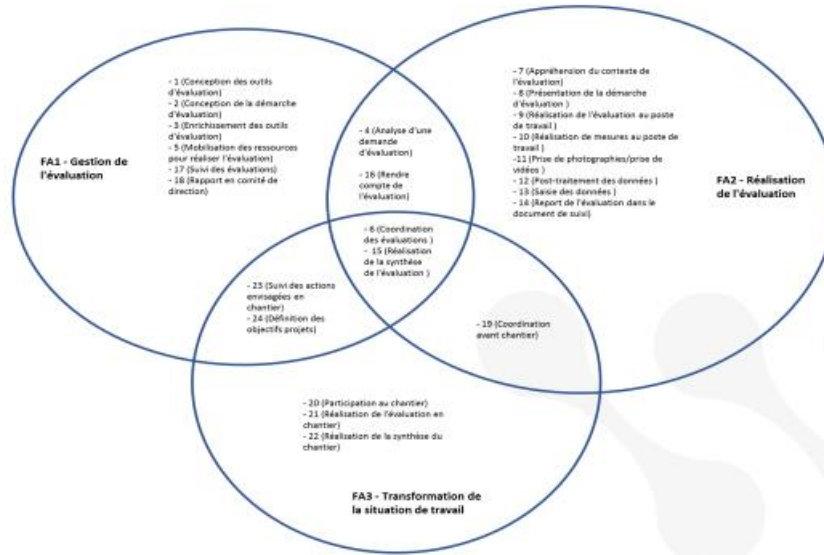 - 1 (Conception des outils
d'évaluation)
- 2 (Conception de la démarche
d'évaluation)
- 3 (Enrichissement des outils
d'évaluation)
- 5 (Mobilisation des ressources
pour réaliser l'évaluation)
- 17 (Suivi des évaluations)
- 18 (Rapport en comité de
direction)
FA1 - Gestion de
l'évaluation
- 4 (Analyse d'une
demande
d'évaluation)
- 16 (Rendre
compte de
l'évaluation)
- 7 (Appréhension du contexte de
l'évaluation)
- 8 (Présentation de la démarche
d'évaluation )
- 9 (Réalisation de l'évaluation au poste
de travail )
- 10 (Réalisation de mesures au poste de
travail )
-11 (Prise de photographies/prise de
vidéos )
- 12 (Post-traitement des données )
- 13 (Saisie des données )
- 14 (Report de l'évaluation dans le
document de suivi)
FA2 - Réalisation
de l'évaluation
- 6 (Coordination
des évaluations )
- 15 (Réalisation
de la synthèse
de l'évaluation )
- 23 (Suivi des actions
envisagées en
chantier)
- 24 (Définition des
objectifs projets)
- 19 (Coordination
avant chantier)
- 20 (Participation au chantier)
- 21 (Réalisation de l'évaluation en
chantier)
- 22 (Réalisation de la synthèse du
chantier)
FA3 - Transformation de
la situation de travail